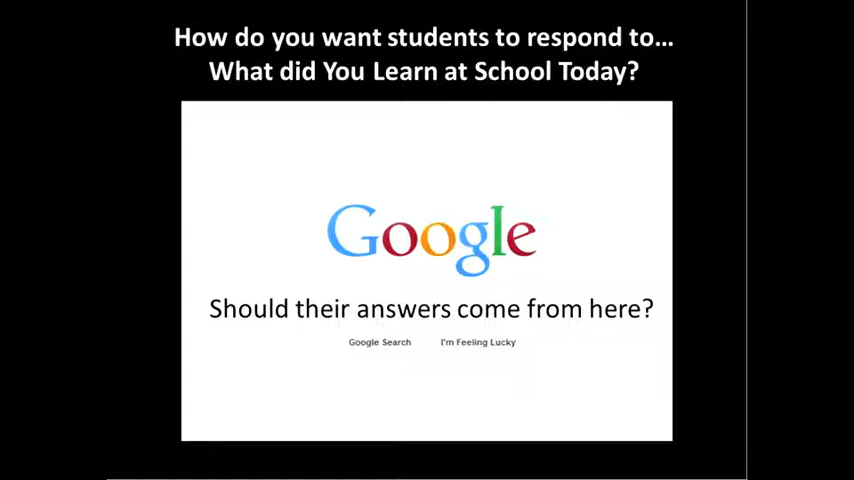 How do you want students to respond to…
What did You Learn at School Today?
Google
Should their answers come from here?
Google Search I'm Feeling Lucky